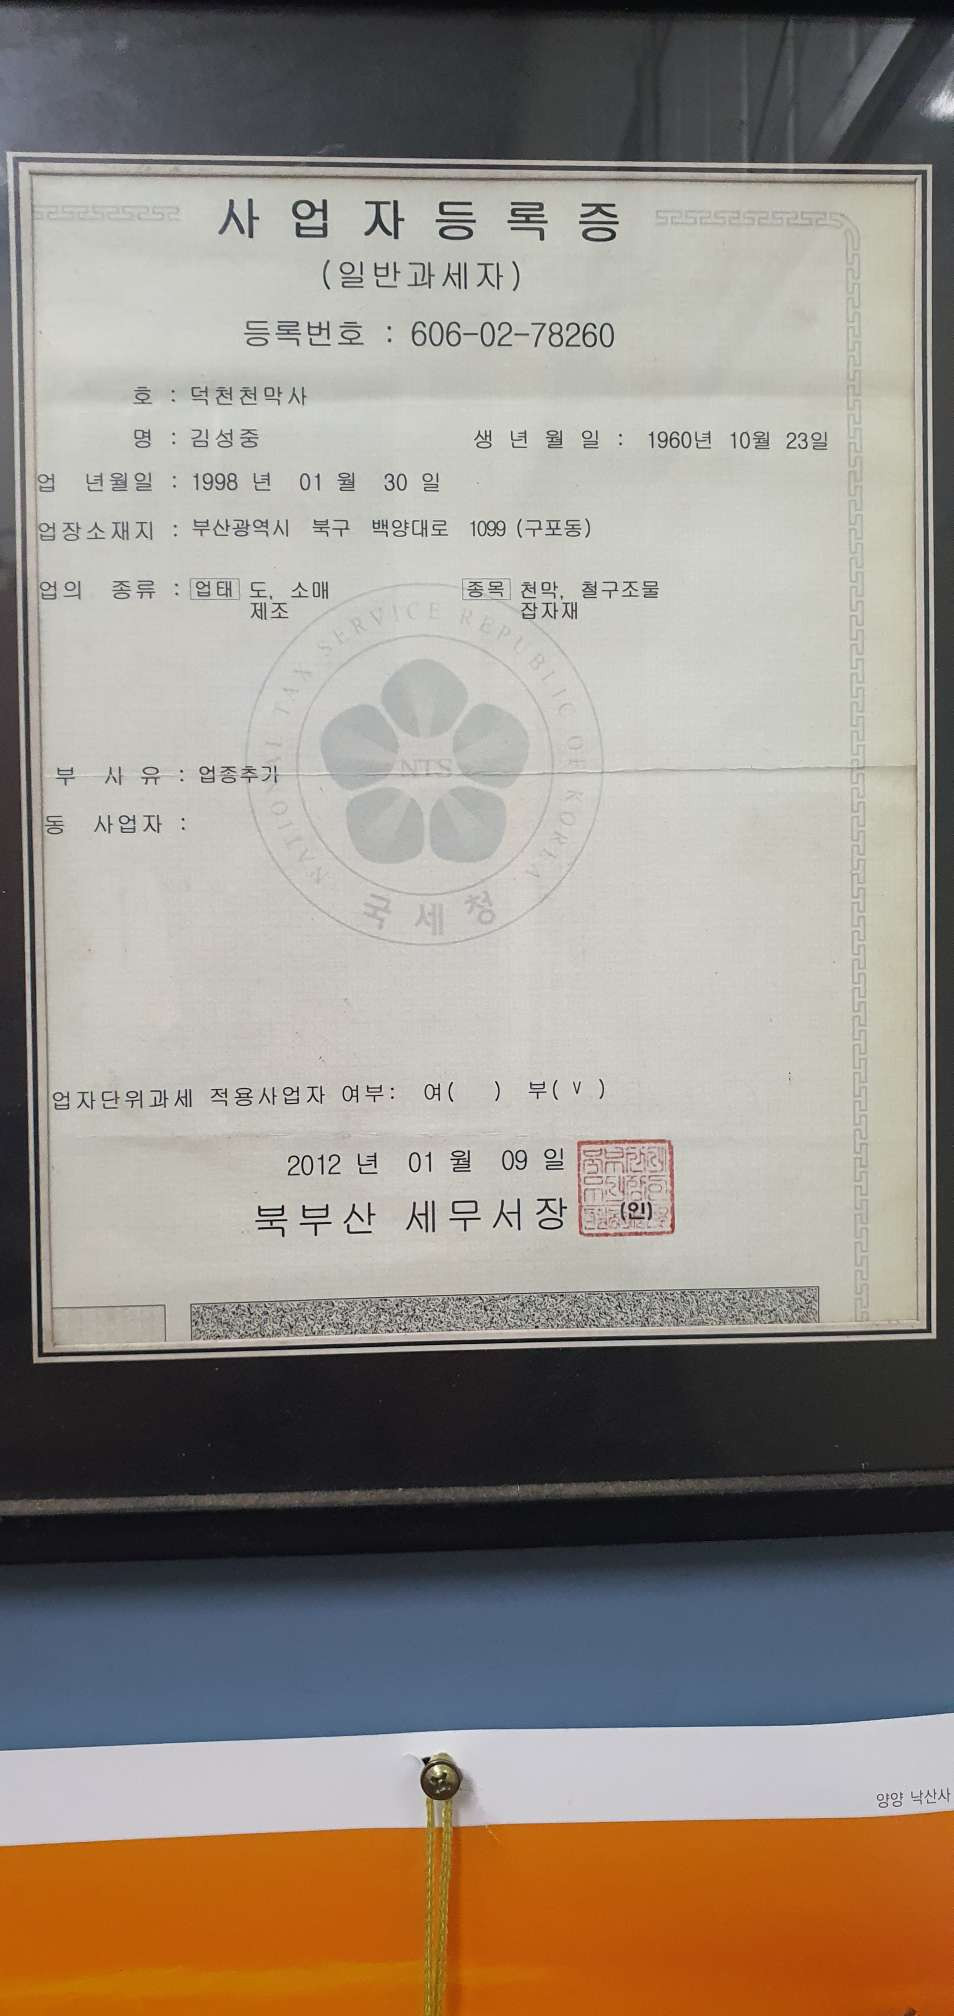 사업자등록증
(일반과세자)
등록번호 : 606-02-78260
호 : 덕천천막사
명 : 김성중 생년월일 : 1960년 10월 23일
업 년월일 : 1998 년 01 월 30 일
업장소재지 : 부산광역시 북구 백양대로 1099 (구포동)
업의 종류 : 업태 도, 소매 종목 천막, 철구조물
제조 잡자재
NATIONAL TAX SERVICE REPUBLIC OF KOREA
NTS
부 사유 : 업종추가
동 사업자 :
국세청
업자단위과세 적용사업자 여부: 여( ) 부( v )
2012 년 01 월 09 일
북부산 세무서장 (인)
양양 낙산사